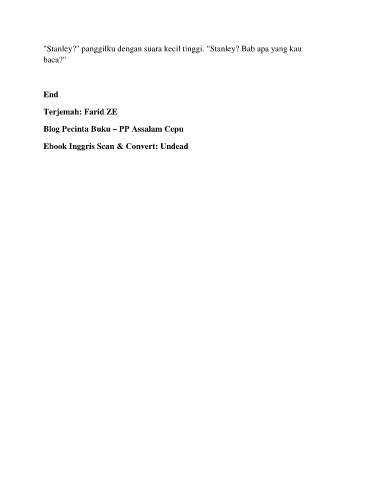 "Stanley?" panggilku dengan suara kecil tinggi. "Stanley? Bab apa yang kau
baca?"
End
Terjemah: Farid ZE
Blog Pecinta Buku – PP Assalam Cepu
Ebook Inggris Scan & Convert: Undead